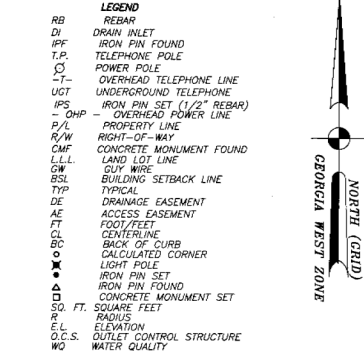 LEGEND
RB REBAR
DI DRAIN INLET
IPF IRON PIN FOUND
T.P. TELEPHONE POLE
POWER POLE
-T- OVERHEAD TELEPHONE LINE
UGT UNDERGROUND TELEPHONE
IPS IRON PIN SET (1/2" REBAR)
- OHP - OVERHEAD POWER LINE
P/L PROPERTY LINE
R/W RIGHT-OF-WAY
CMF CONCRETE MONUMENT FOUND
L.L.L. LAND LOT LINE
GW GUY WIRE
BSL BUILDING SETBACK LINE
TYP TYPICAL
DE DRAINAGE EASEMENT
AE ACCESS EASEMENT
FT FOOT/FEET
CL CENTERLINE
BC BACK OF CURB
CALCULATED CORNER
LIGHT POLE
IRON PIN SET
IRON PIN FOUND
CONCRETE MONUMENT SET
SQ. FT. SQUARE FEET
R RADIUS
E.L. ELEVATION
O.C.S. OUTLET CONTROL STRUCTURE
WQ WATER QUALITY
NORTH (GRID)
GEORGIA WEST ZONE